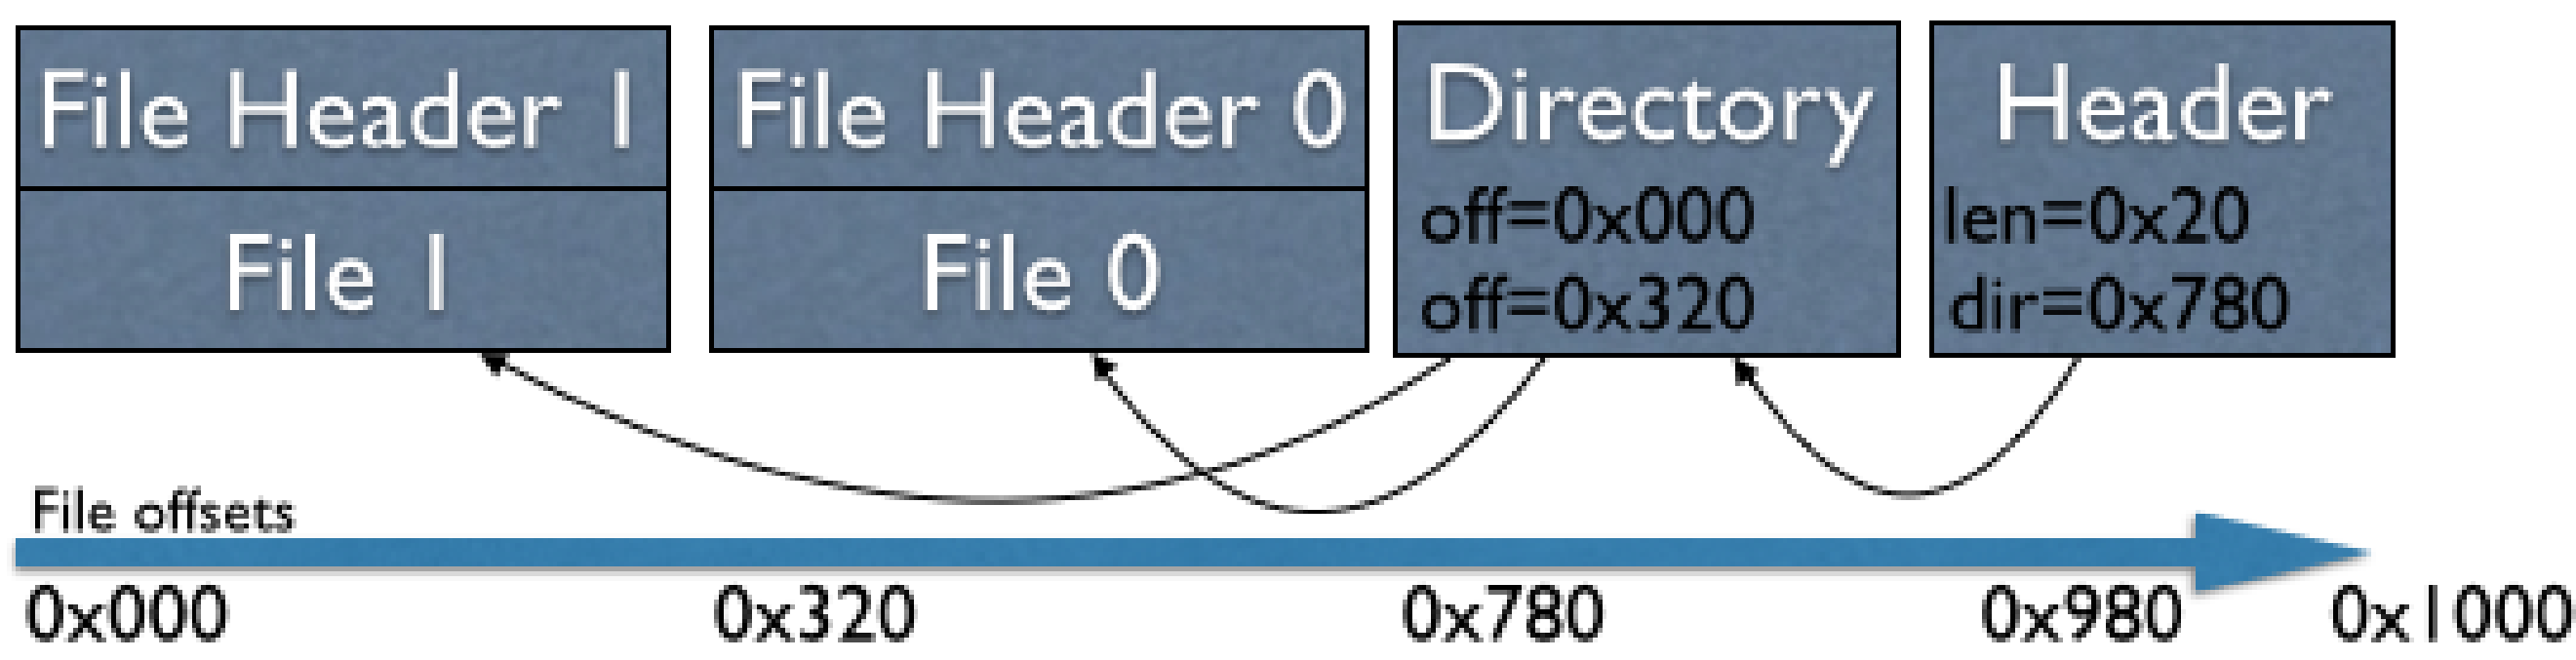 File Header 1
File 1
File Header 0
File 0
Directory
off=0x000
off=0x320
Header
len=0x20
dir=0x780
File offsets
0x000
0x320
0x780
0x980
0x1000